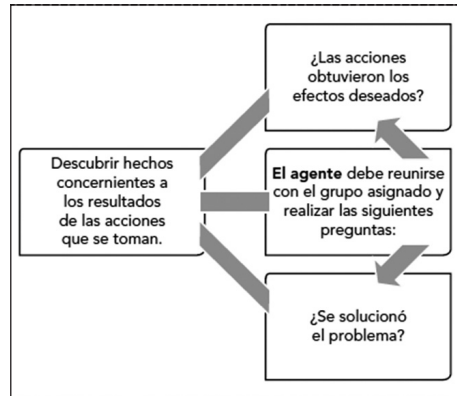 ¿Las acciones
obtuvieron los
efectos deseados?
Descubrir hechos
concernientes a
los resultados
de las acciones
que se toman.
El agente debe reunirse
con el grupo asignado y
realizar las siguientes
preguntas:
¿Se solucionó
el problema?